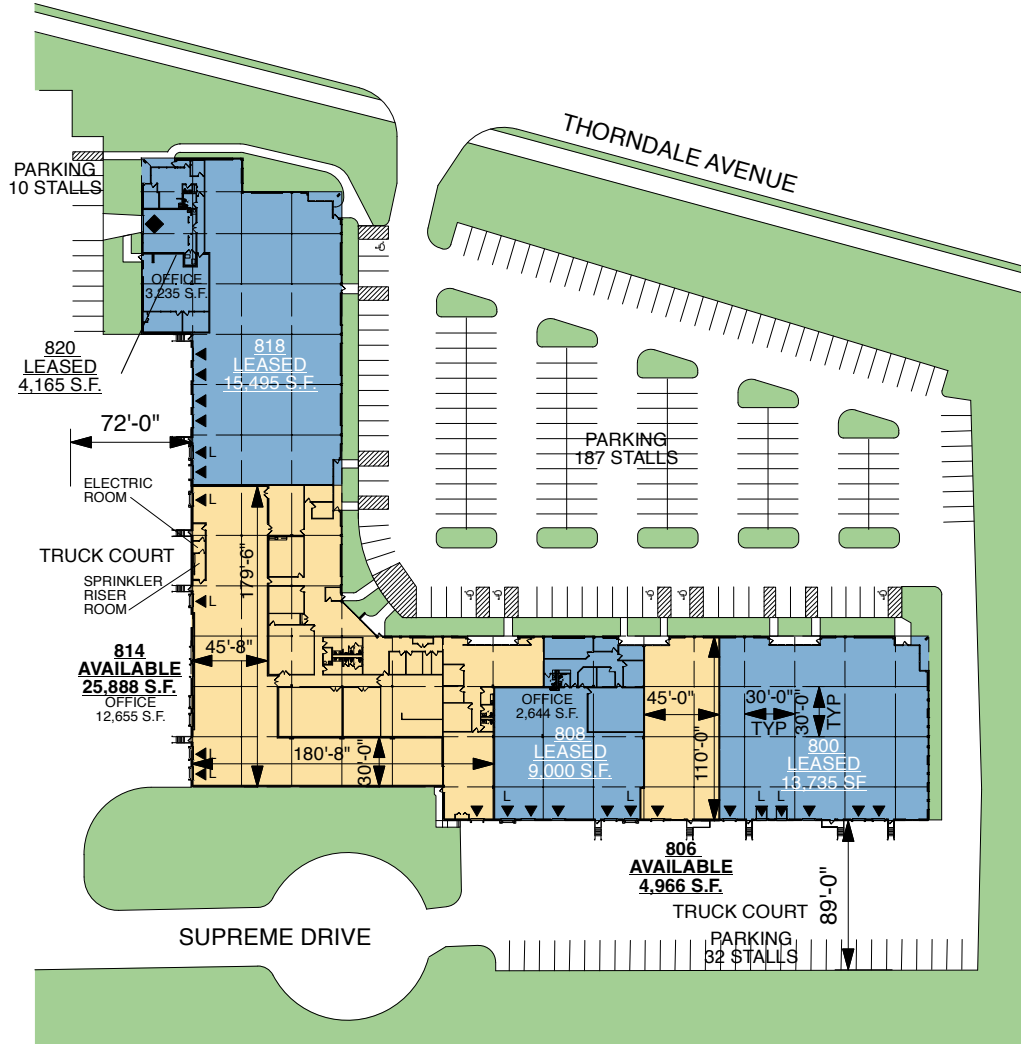 THORNDALE AVENUE
PARKING
10 STALLS
OFFICE
3,235 S.F.
820
LEASED
4,165 S.F.
818
LEASED
15,495 S.F.
72'-0"
L
PARKING
187 STALLS
ELECTRIC
ROOM
L
TRUCK COURT
179'-6"
SPRINKLER
RISER
ROOM
L
814
AVAILABLE
25,888 S.F.
OFFICE
12,655 S.F.
45'-8"
OFFICE
2,644 S.F.
45'-0"
30'-0"
TYP
30'-0"
TYP
808
LEASED
9,000 S.F.
110'-0"
800
LEASED
13,735 SF
L
L
180'-8"
30'-0"
L
L
L
L
806
AVAILABLE
4,966 S.F.
89'-0"
TRUCK COURT
PARKING
32 STALLS
SUPREME DRIVE